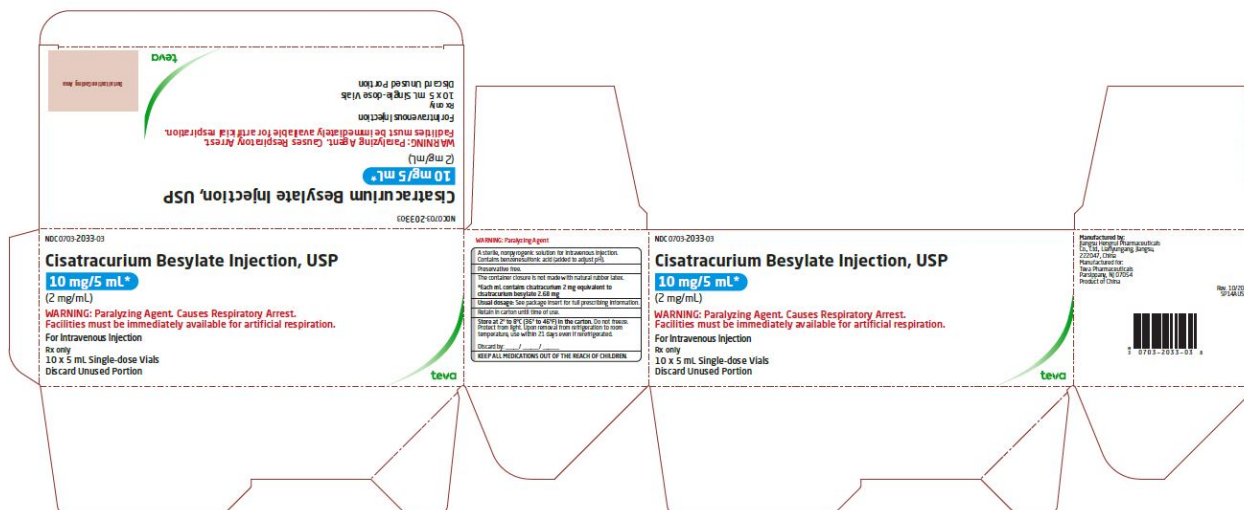 teva
Discard Unused Portion
10 x 5 mL Single-dose Vials
Rx only
For Intravenous Injection
Facilities must be immediately available for artificial respiration.
WARNING: Paralyzing Agent. Causes Respiratory Arrest.
(2 mg/mL)
10 mg/5 mL*
Cisatracurium Besylate Injection, USP
NDC 0703-2033-03
NDC 0703-2033-03
Cisatracurium Besylate Injection, USP
10 mg/5 mL*
(2 mg/mL)
WARNING: Paralyzing Agent. Causes Respiratory Arrest.
Facilities must be immediately available for artificial respiration.
For Intravenous Injection
Rx only
10 x 5 mL Single-dose Vials
Discard Unused Portion
teva
WARNING: Paralyzing Agent
A sterile, nonpyrogenic solution for intravenous injection.
Contains benzenesulfonic acid (added to adjust pH).
Preservative free.
The container closure is not made with natural rubber latex.
*Each mL contains cisatracurium 2 mg equivalent to
cisatracurium besylate 2.68 mg
Usual dosage: See package insert for full prescribing information.
Retain in carton until time of use.
Store at 2° to 8°C (36° to 46°F) in the carton. Do not freeze.
Protect from light. Upon removal from refrigeration to room
temperature, use within 21 days even if rerefrigerated.
Discard by: ____/____/____
KEEP ALL MEDICATIONS OUT OF THE REACH OF CHILDREN.
NDC 0703-2033-03
Cisatracurium Besylate Injection, USP
10 mg/5 mL*
(2 mg/mL)
WARNING: Paralyzing Agent. Causes Respiratory Arrest.
Facilities must be immediately available for artificial respiration.
For Intravenous Injection
Rx only
10 x 5 mL Single-dose Vials
Discard Unused Portion
teva
Manufactured by:
Jiangsu Hengrui Pharmaceuticals
Co., Ltd., Lianyungang, Jiangsu,
222047, China
Manufactured for:
Teva Pharmaceuticals
Parsippany, NJ 07054
Product of China
Rev. 10/20
SP14AUS
3 0703-2033-03 8